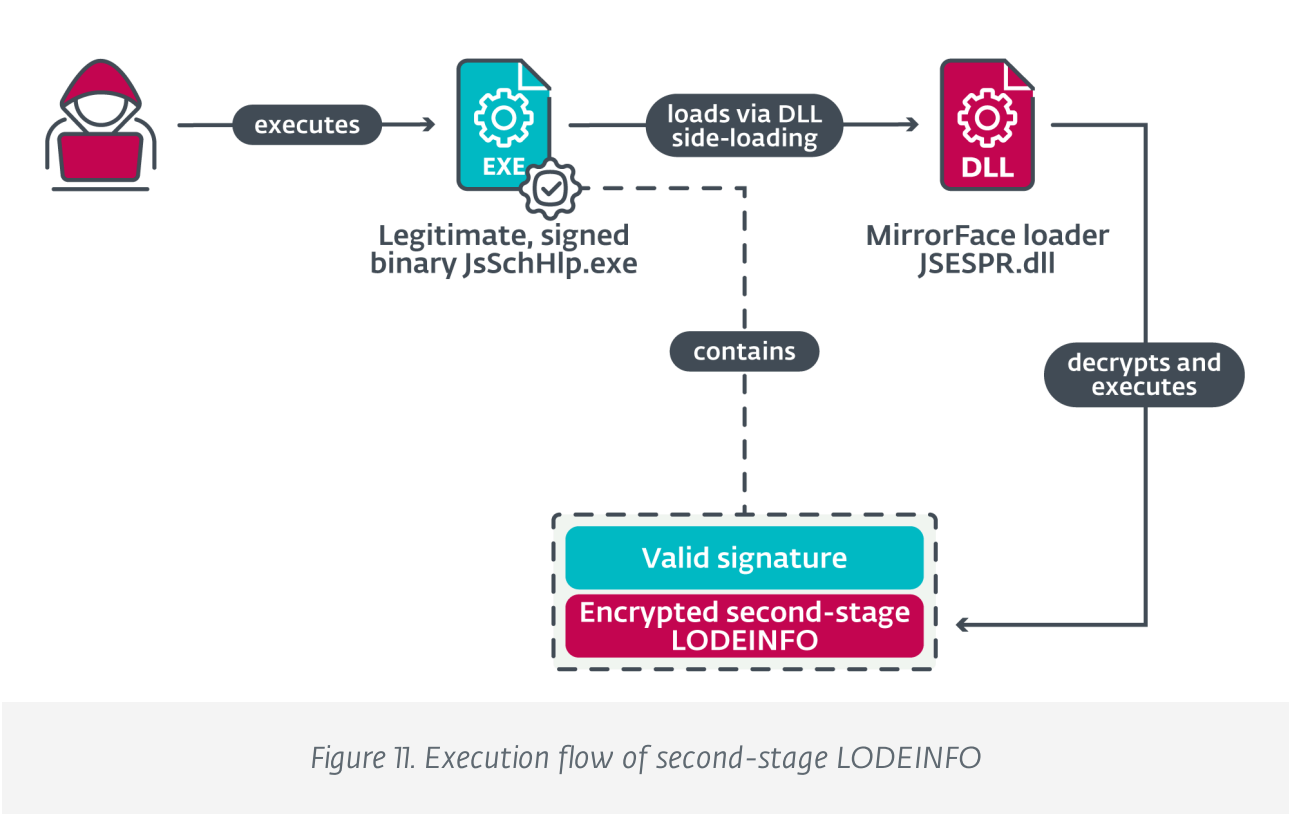 executes
EXE
loads via DLL
side-loading
DLL
Legitimate, signed
binary JsSchHlp.exe
MirrorFace loader
JSESPR.dll
contains
decrypts and
executes
Valid signature
Encrypted second-stage
LODEINFO
Figure 11. Execution flow of second-stage LODEINFO